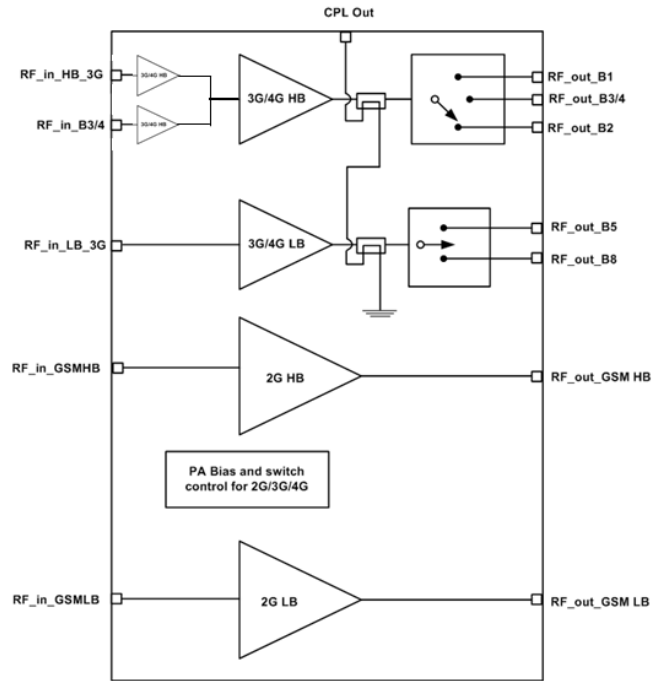 CPL Out
RF_in_HB_3G
3G/4G HB
RF_in_B3/4
3G/4G HB
3G/4G HB
RF_out_B1
RF_out_B3/4
RF_out_B2
RF_in_LB_3G
3G/4G LB
RF_out_B5
RF_out_B8
RF_in_GSMHB
2G HB
RF_out_GSM HB
PA Bias and switch
control for 2G/3G/4G
RF_in_GSMLB
2G LB
RF_out_GSM LB